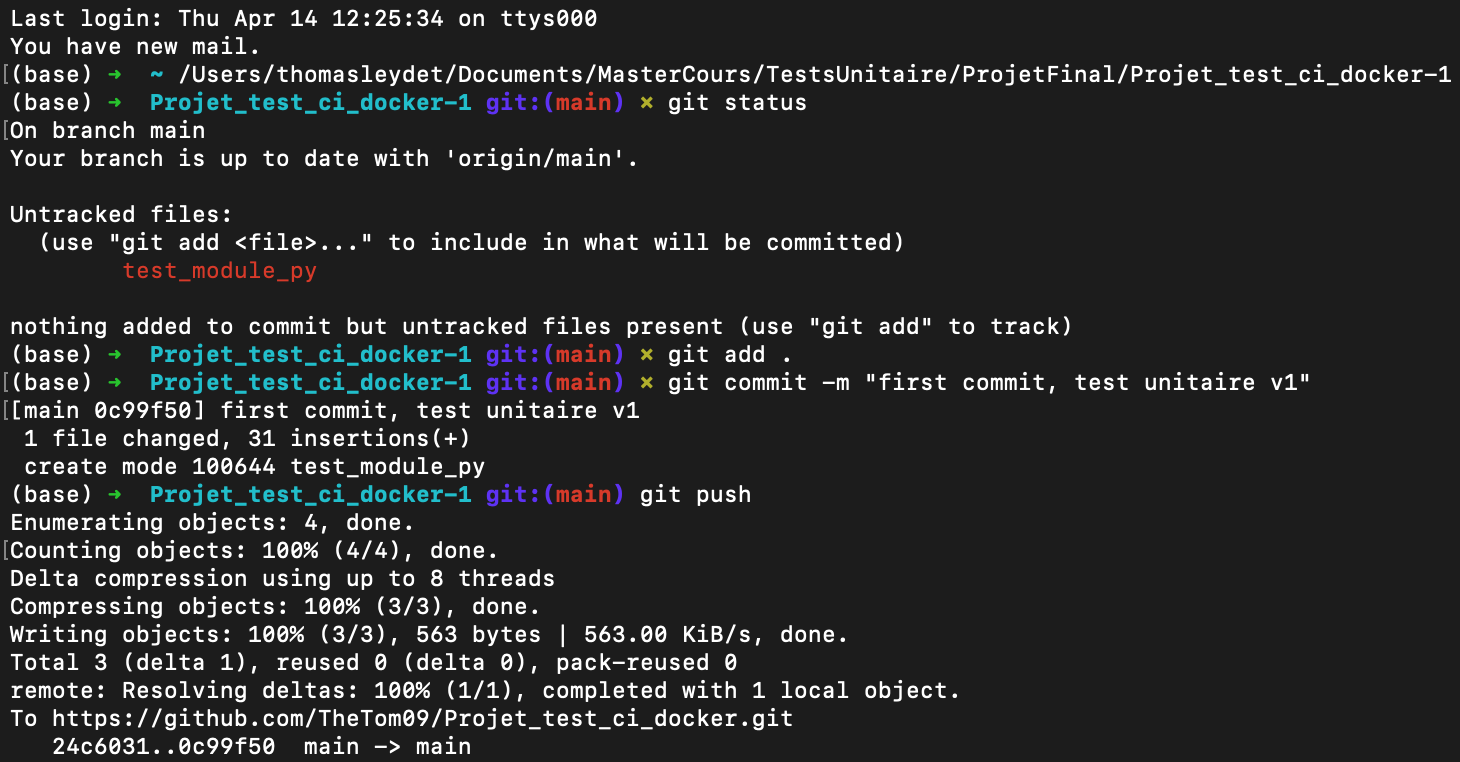 Last login: Thu Apr 14 12:25:34 on ttys000
You have new mail.
[(base) ➜  ~ /Users/thomasleydet/Documents/MasterCours/TestsUnitaire/ProjetFinal/Projet_test_ci_docker-1
(base) ➜  Projet_test_ci_docker-1 git:(main) × git status
[On branch main
Your branch is up to date with 'origin/main'.

Untracked files:
  (use "git add <file>..." to include in what will be committed)
        test_module_py

nothing added to commit but untracked files present (use "git add" to track)
(base) ➜  Projet_test_ci_docker-1 git:(main) × git add .
[(base) ➜  Projet_test_ci_docker-1 git:(main) × git commit -m "first commit, test unitaire v1"
[[main 0c99f50] first commit, test unitaire v1
 1 file changed, 31 insertions(+)
 create mode 100644 test_module_py
(base) ➜  Projet_test_ci_docker-1 git:(main) git push
Enumerating objects: 4, done.
[Counting objects: 100% (4/4), done.
Delta compression using up to 8 threads
Compressing objects: 100% (3/3), done.
Writing objects: 100% (3/3), 563 bytes | 563.00 KiB/s, done.
Total 3 (delta 1), reused 0 (delta 0), pack-reused 0
remote: Resolving deltas: 100% (1/1), completed with 1 local object.
To https://github.com/TheTom09/Projet_test_ci_docker.git
   24c6031..0c99f50  main -> main